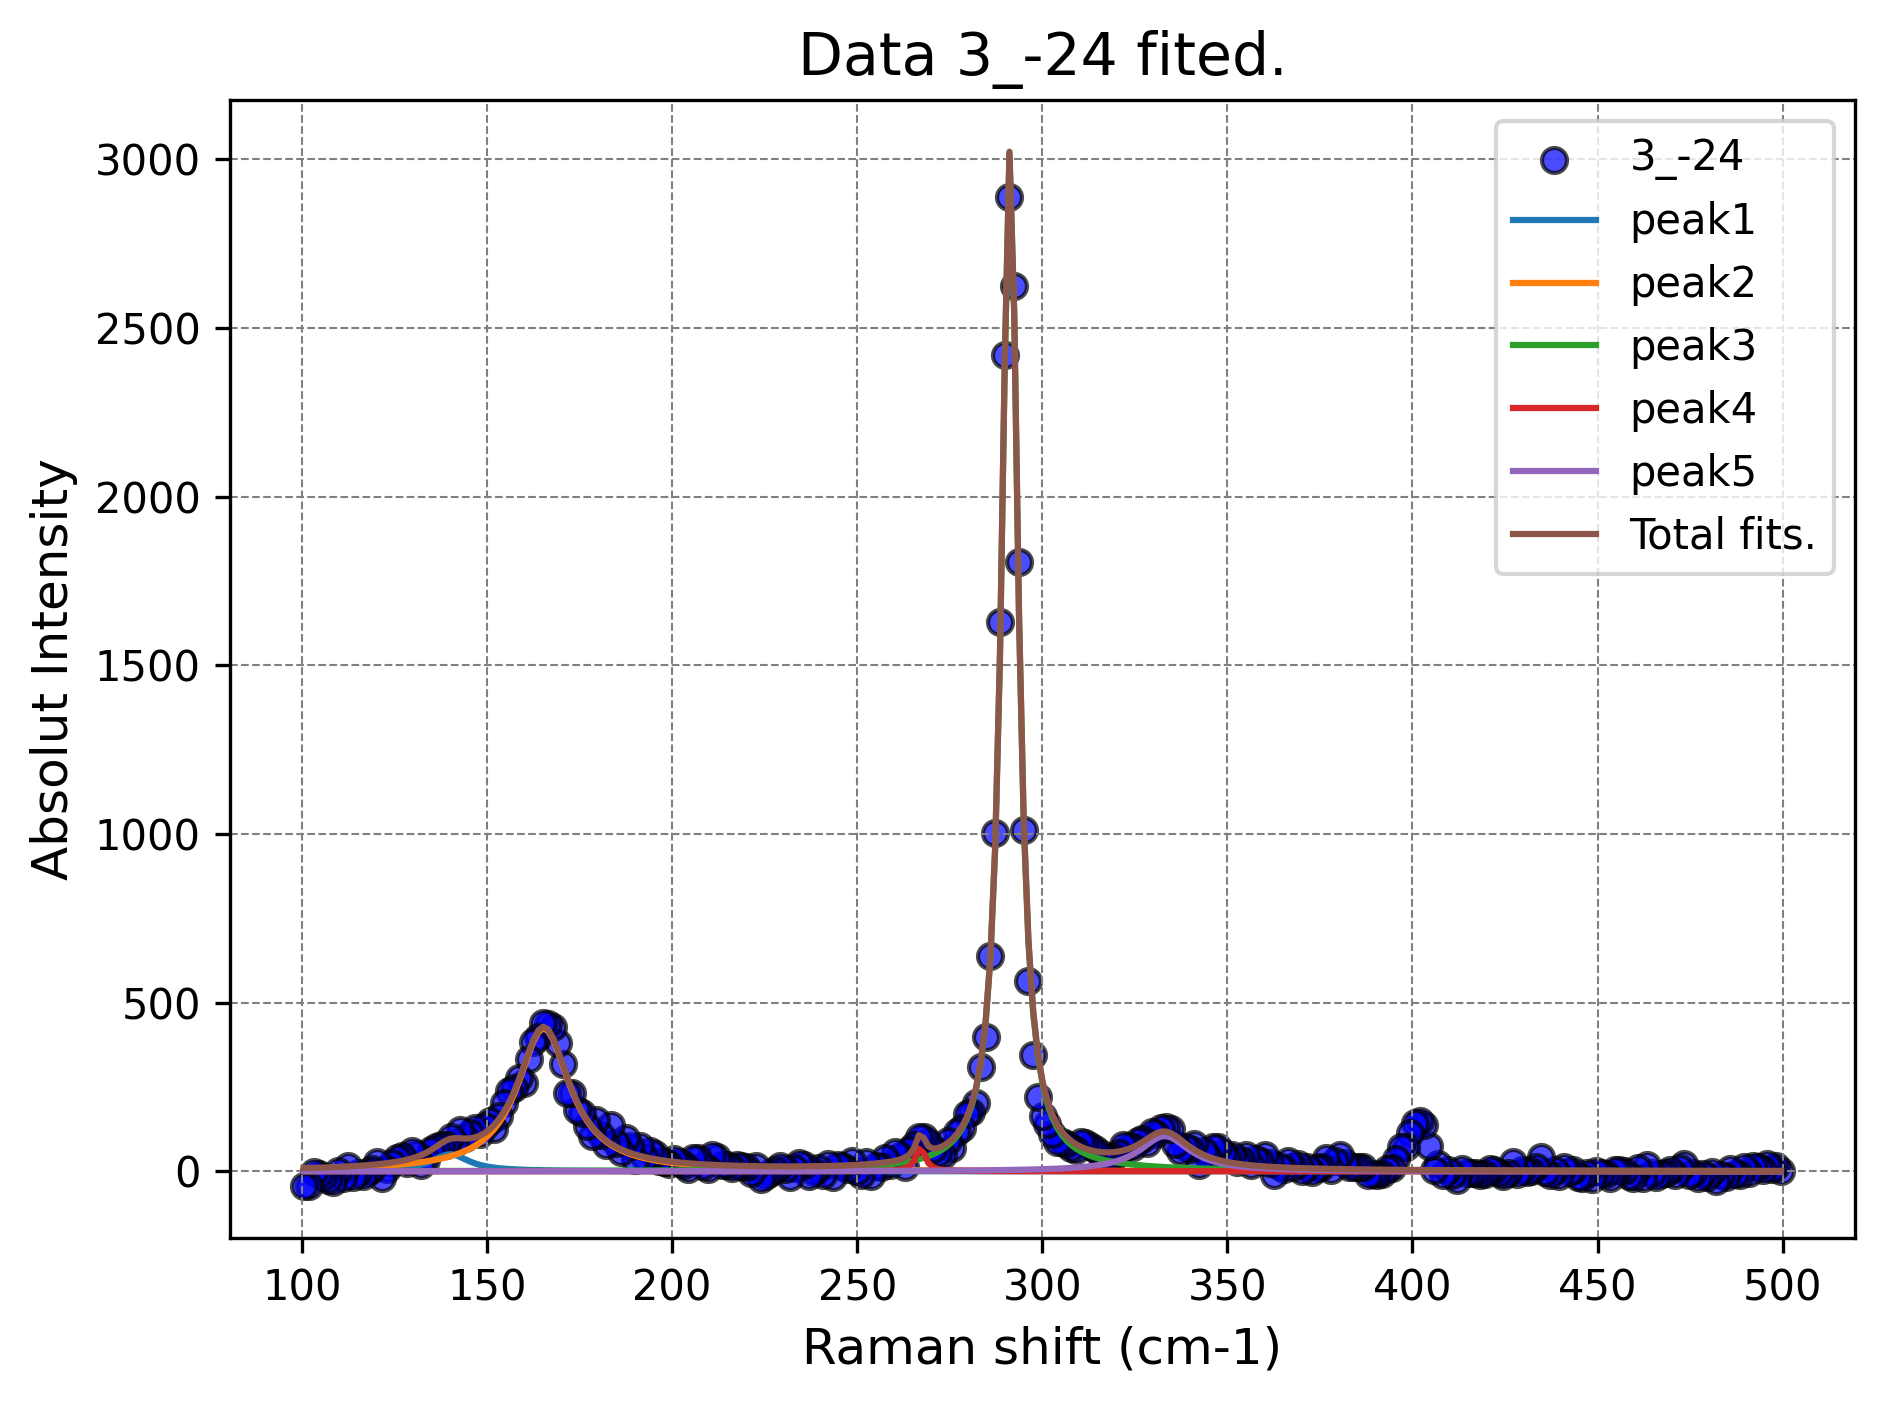 Data 3_-24 fited.
3_-24
peak1
peak2
peak3
peak4
peak5
Total fits.
Absolut Intensity
3000
2500
2000
1500
1000
500
0
100 150 200 250 300 350 400 450 500
Raman shift (cm-1)